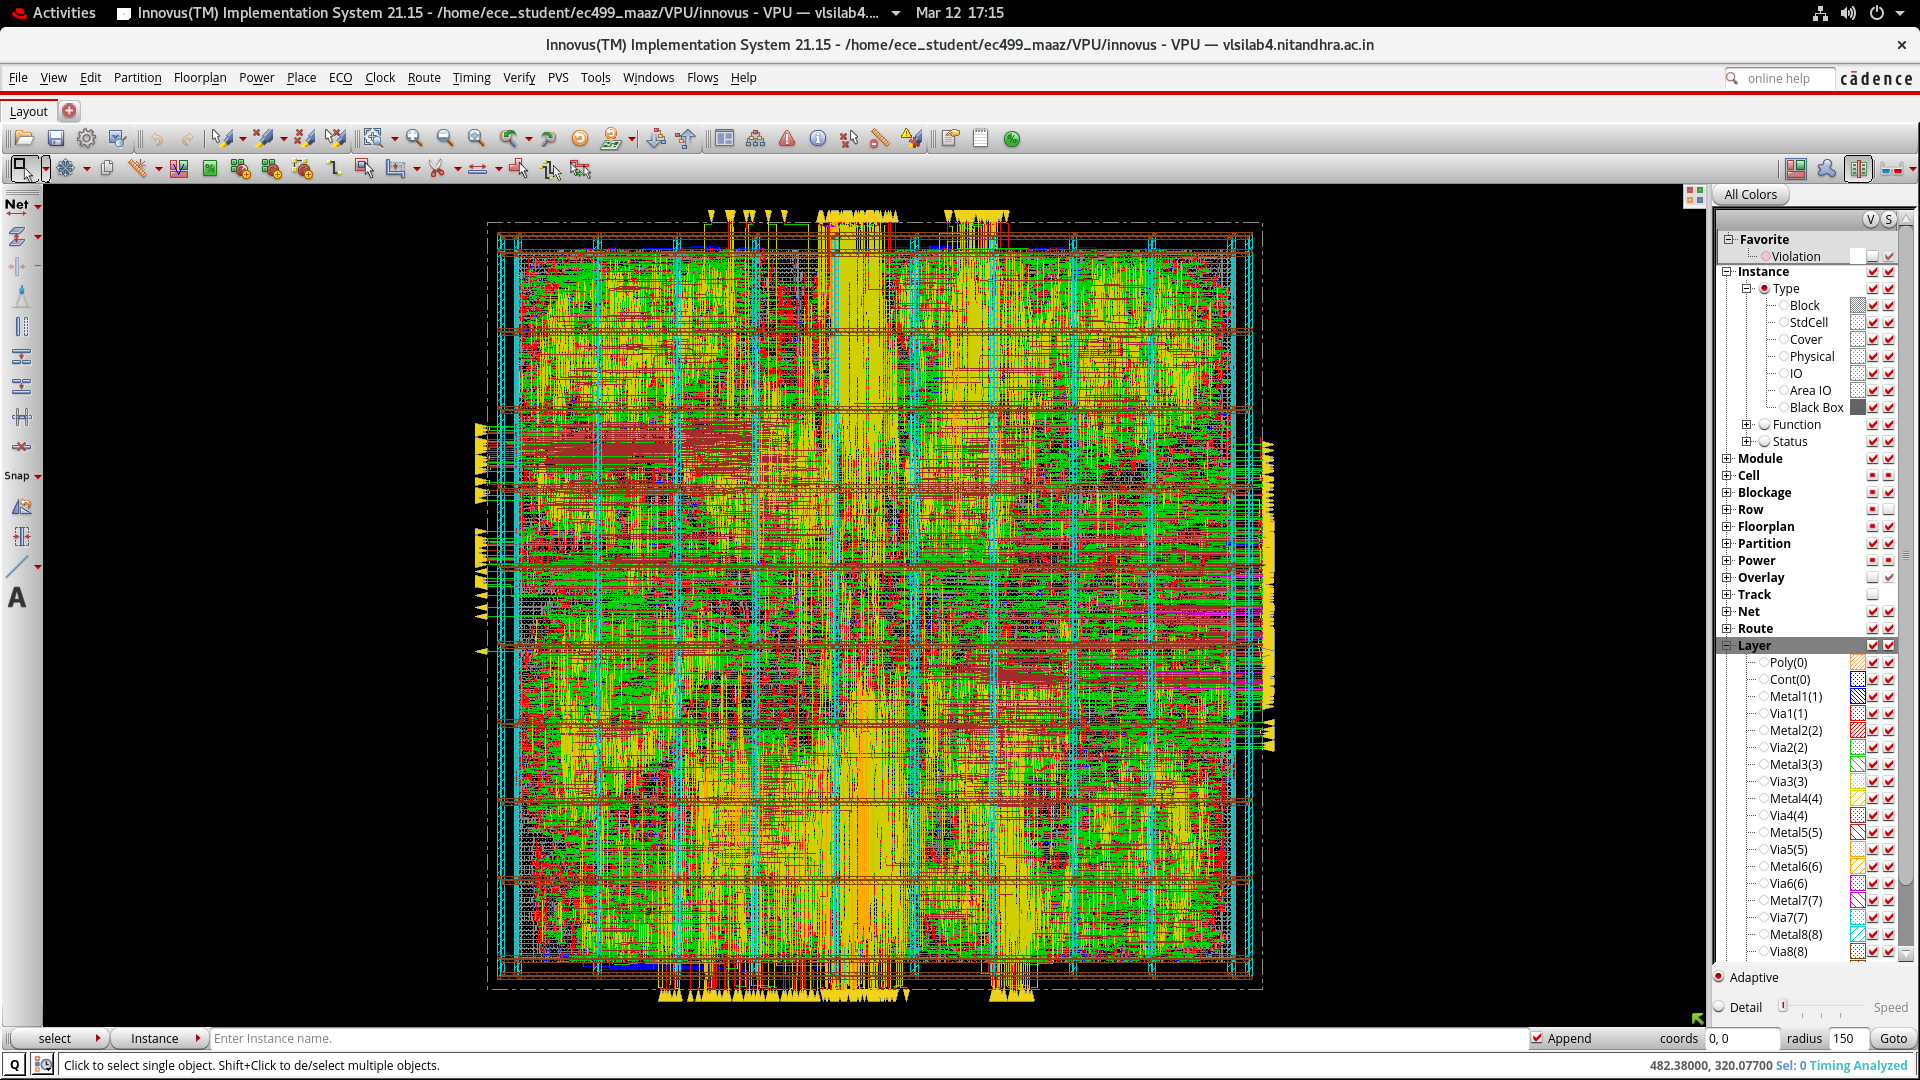 Activities
Innovus(TM) Implementation System 21.15 - /home/ece_student/ec499_maaz/VPU/innovus - VPU — vlsilab4....
Mar 12 17:15
Innovus(TM) Implementation System 21.15 - /home/ece_student/ec499_maaz/VPU/innovus - VPU — vlsilab4.nitandhra.ac.in
File View Edit Partition Floorplan Power Place ECO Clock Route Timing Verify PVS Tools Windows Flows Help
online help
cādence
Layout
All Colors
Net
Snap
A
V S
Favorite
Violation
Instance
Type
Block
StdCell
Cover
Physical
IO
Area IO
Black Box
Function
Status
Module
Cell
Blockage
Row
Floorplan
Partition
Power
Overlay
Track
Net
Route
Layer
Poly(0)
Cont(0)
Metal1(1)
Via1(1)
Metal2(2)
Via2(2)
Metal3(3)
Via3(3)
Metal4(4)
Via4(4)
Metal5(5)
Via5(5)
Metal6(6)
Via6(6)
Metal7(7)
Via7(7)
Metal8(8)
Via8(8)
Adaptive
Detail
Speed
select
Instance
Enter Instance name.
Append
coords 0, 0
radius 150
Goto
Q
Click to select single object. Shift+Click to de/select multiple objects.
482.38000, 320.07700 Sel: 0 Timing Analyzed